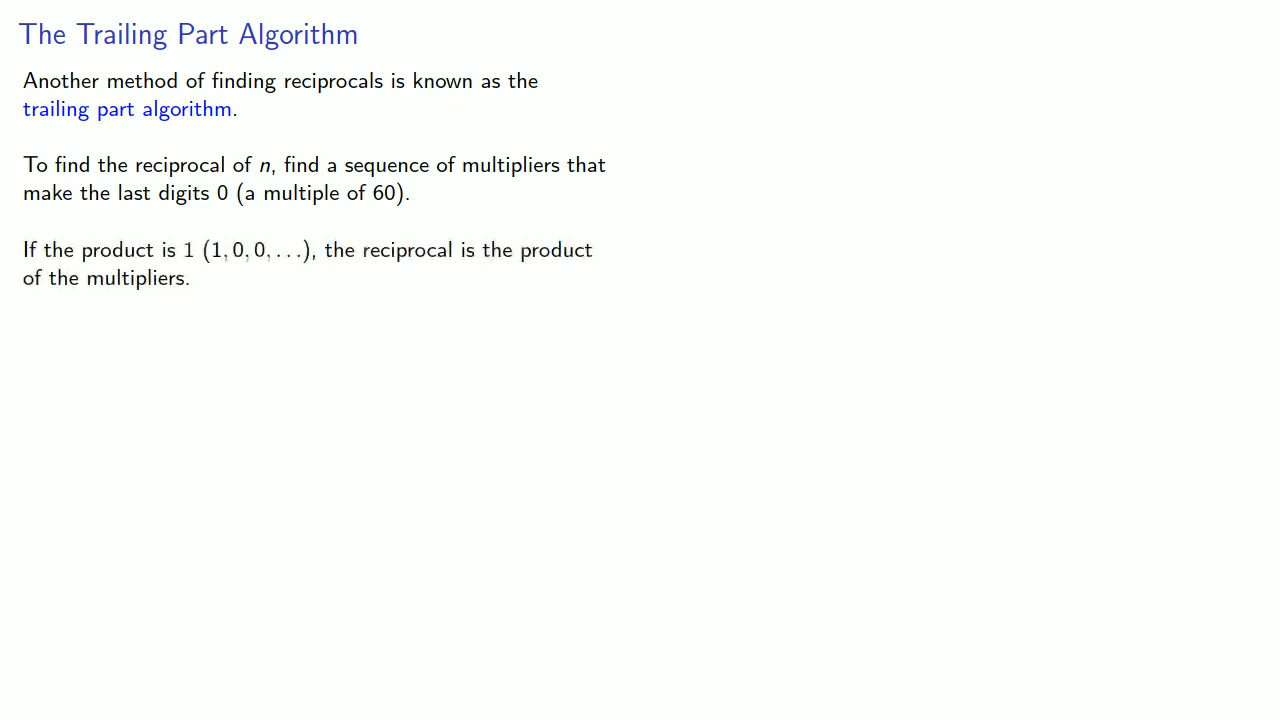 The Trailing Part Algorithm
Another method of finding reciprocals is known as the
trailing part algorithm.
To find the reciprocal of n, find a sequence of multipliers that
make the last digits 0 (a multiple of 60).
If the product is 1 (1, 0, 0, . . .), the reciprocal is the product
of the multipliers.